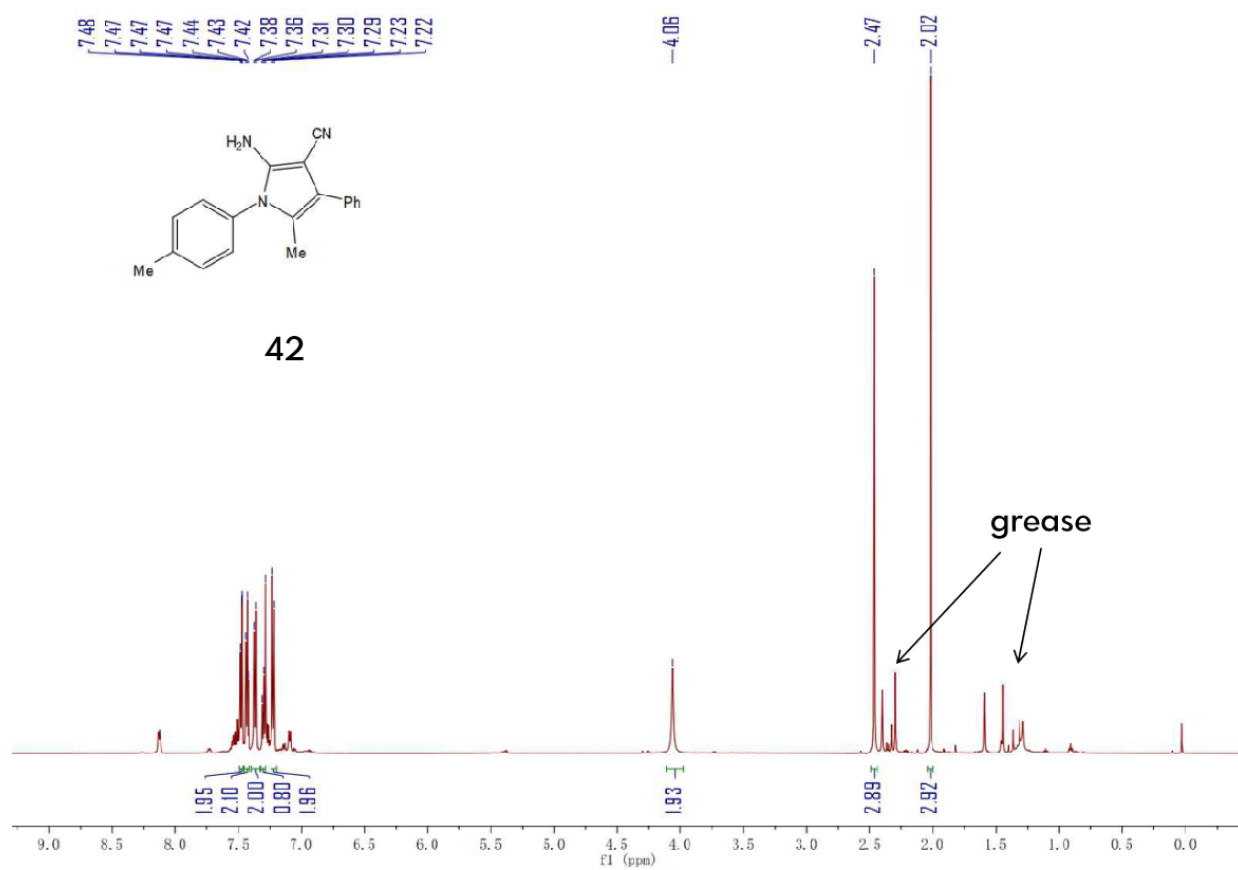 7.48 7.47 7.47 7.47 7.44 7.43 7.42 7.38 7.36 7.31 7.30 7.29 7.23 7.22 4.06 2.47 2.02
H₂N CN
N Ph
Me
Me
42
grease
1.95 2.10 2.00 0.80 1.96 1.93 2.89 2.92
9.0 8.5 8.0 7.5 7.0 6.5 6.0 5.5 5.0 4.5 4.0 3.5 3.0 2.5 2.0 1.5 1.0 0.5 0.0
f1 (ppm)